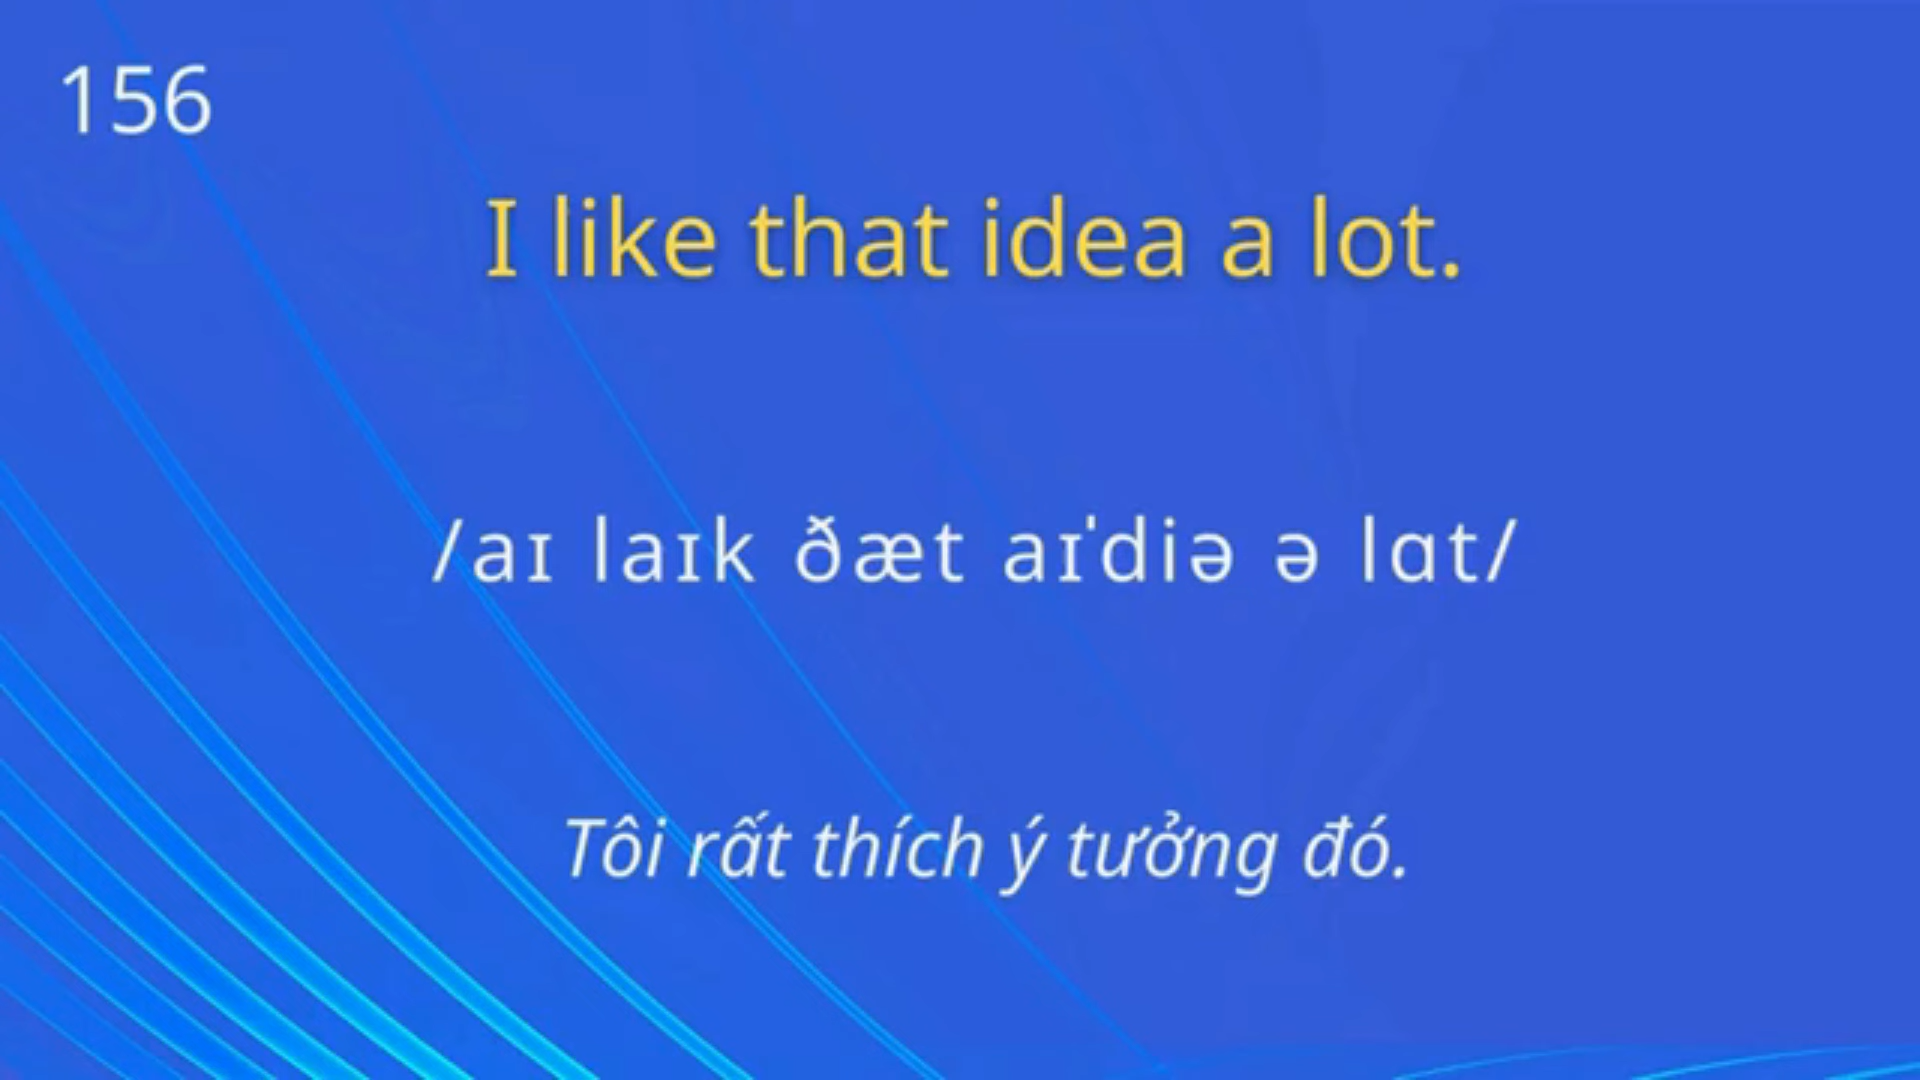 156
I like that idea a lot.
/aɪ laɪk ðæt aɪˈdiə ə lɑt/
Tôi rất thích ý tưởng đó.